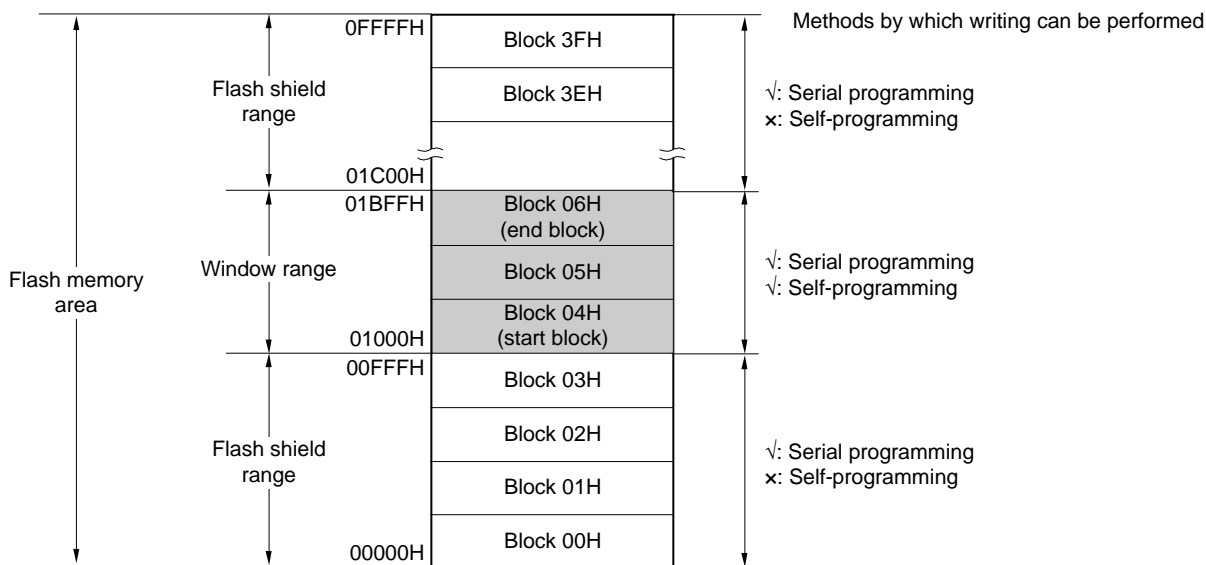 Methods by which writing can be performed
0FFFFH
Block 3FH
Block 3EH
Flash shield
range
√: Serial programming
×: Self-programming
01C00H
01BFFH
Block 06H
(end block)
Flash memory
area
Window range
Block 05H
√: Serial programming
√: Self-programming
Block 04H
(start block)
01000H
00FFFH
Block 03H
Block 02H
Flash shield
range
√: Serial programming
×: Self-programming
Block 01H
Block 00H
00000H